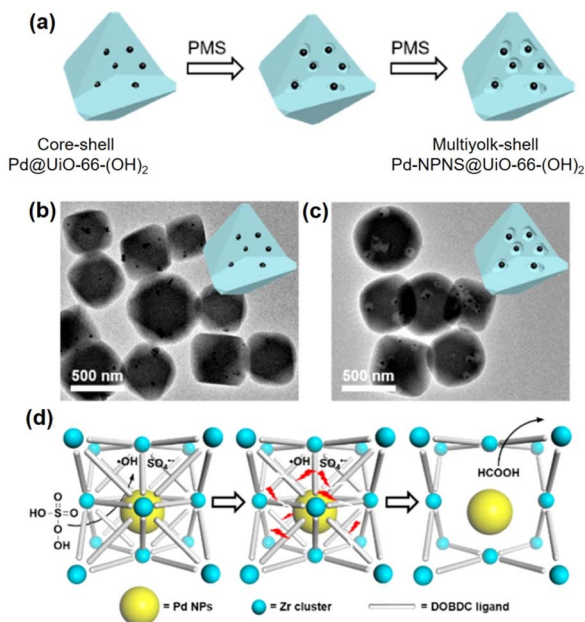 (a)
PMS
PMS
Core-shell
Pd@UiO-66-(OH)₂
Multiyolk-shell
Pd-NPNS@UiO-66-(OH)₂
(b)
500 nm
(c)
500 nm
(d)
•OH SO₄•−
•OH SO₄•−
HCOOH
O
HO-S-O
O
OH
= Pd NPs
= Zr cluster
= DOBDC ligand